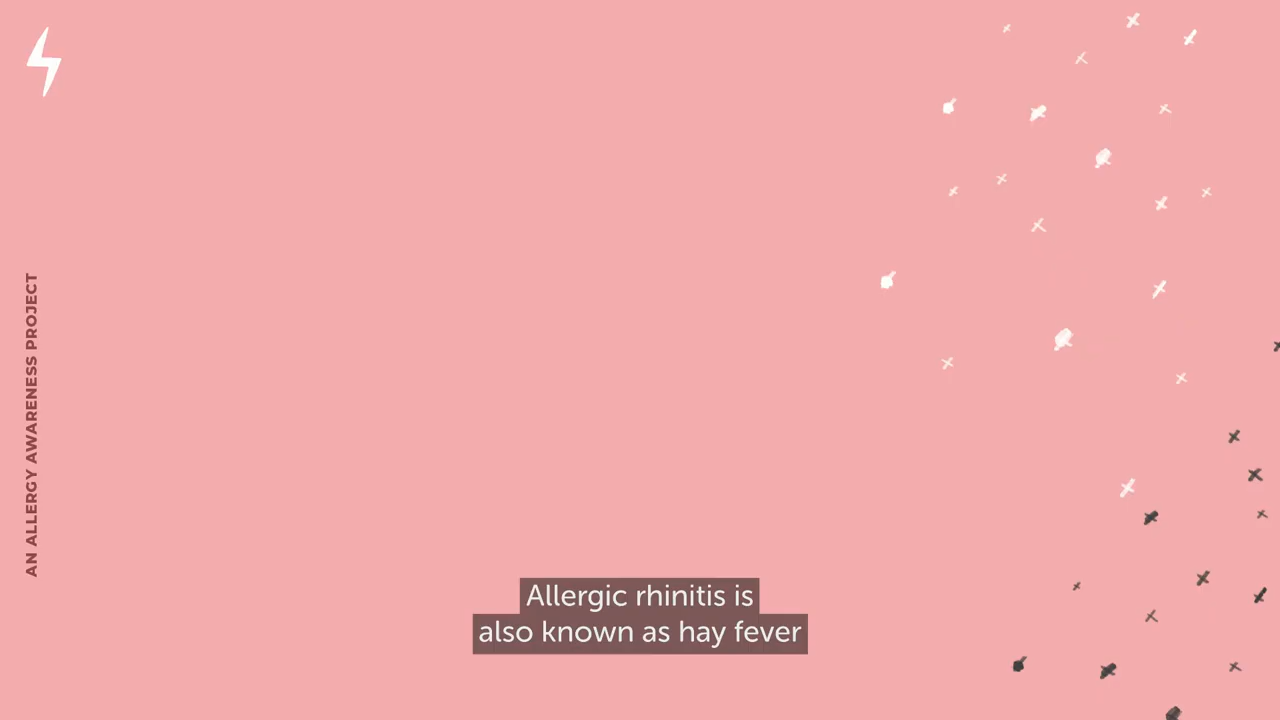 AN ALLERGY AWARENESS PROJECT
Allergic rhinitis is
also known as hay fever